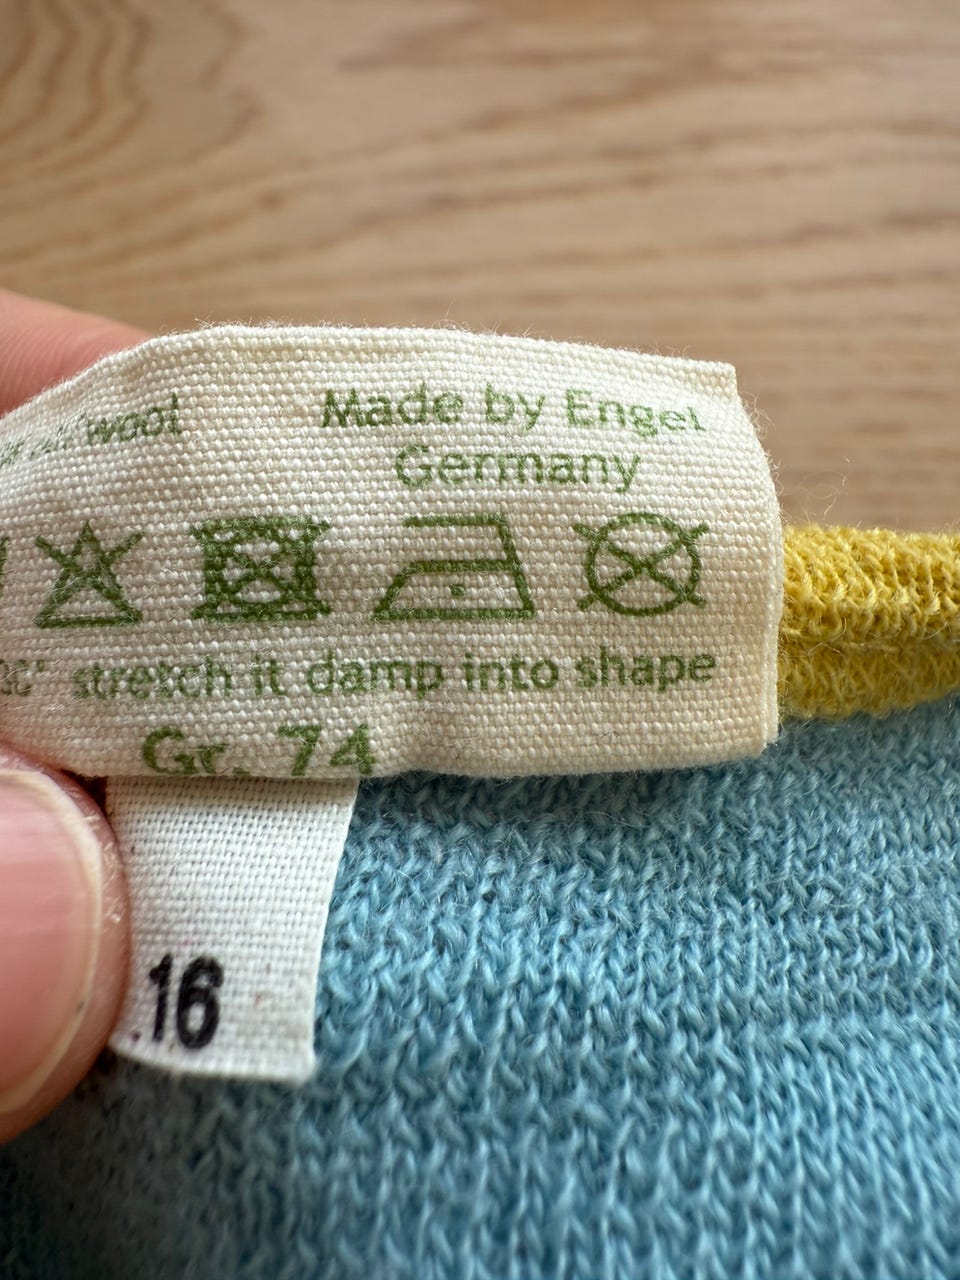 wool Made by Engel
Germany
stretch it damp into shape
Gr. 74
16